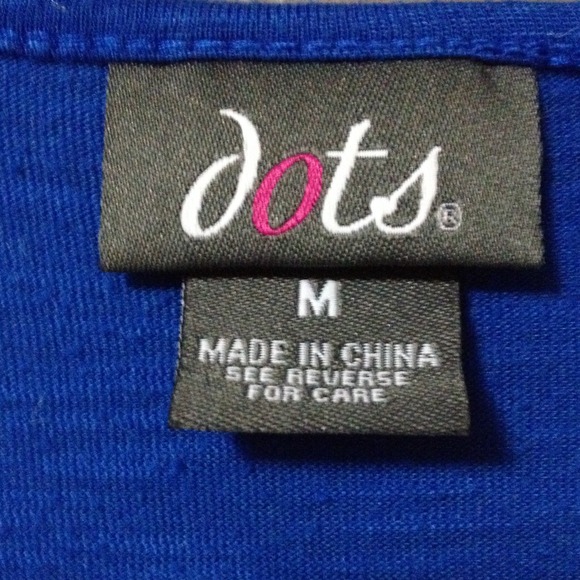 dots®
M
MADE IN CHINA
SEE REVERSE
FOR CARE